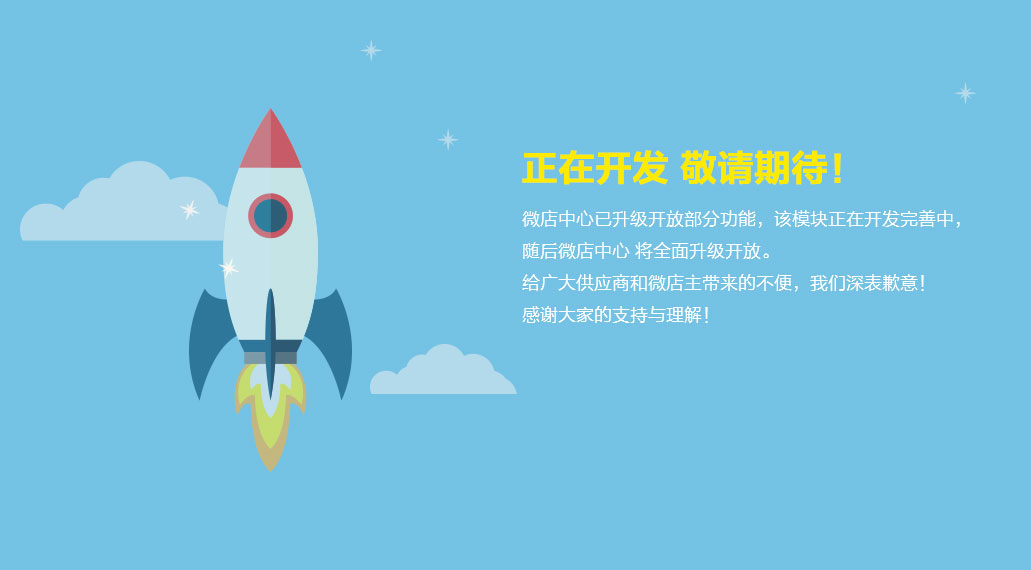 正在开发 敬请期待!
微店中心已升级开放部分功能，该模块正在开发完善中，
随后微店中心 将全面升级开放。
给广大供应商和微店主带来的不便，我们深表歉意！
感谢大家的支持与理解！